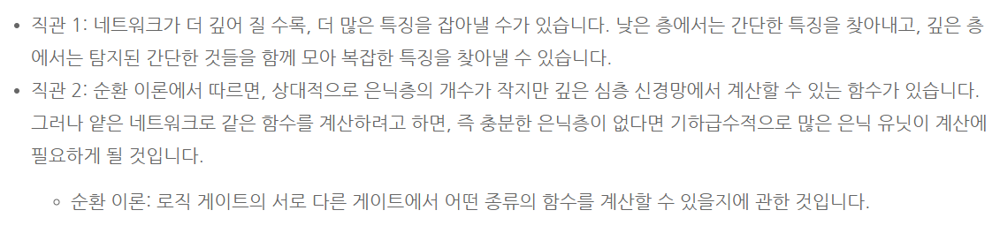 직관 1: 네트워크가 더 깊어 질 수록, 더 많은 특징을 잡아낼 수가 있습니다. 낮은 층에서는 간단한 특징을 찾아내고, 깊은 층
에서는 탐지된 간단한 것들을 함께 모아 복잡한 특징을 찾아낼 수 있습니다.
직관 2: 순환 이론에서 따르면, 상대적으로 은닉층의 개수가 작지만 깊은 심층 신경망에서 계산할 수 있는 함수가 있습니다.
그러나 얕은 네트워크로 같은 함수를 계산하려고 하면, 즉 충분한 은닉층이 없다면 기하급수적으로 많은 은닉 유닛이 계산에
필요하게 될 것입니다.
순환 이론: 로직 게이트의 서로 다른 게이트에서 어떤 종류의 함수를 계산할 수 있을지에 관한 것입니다.